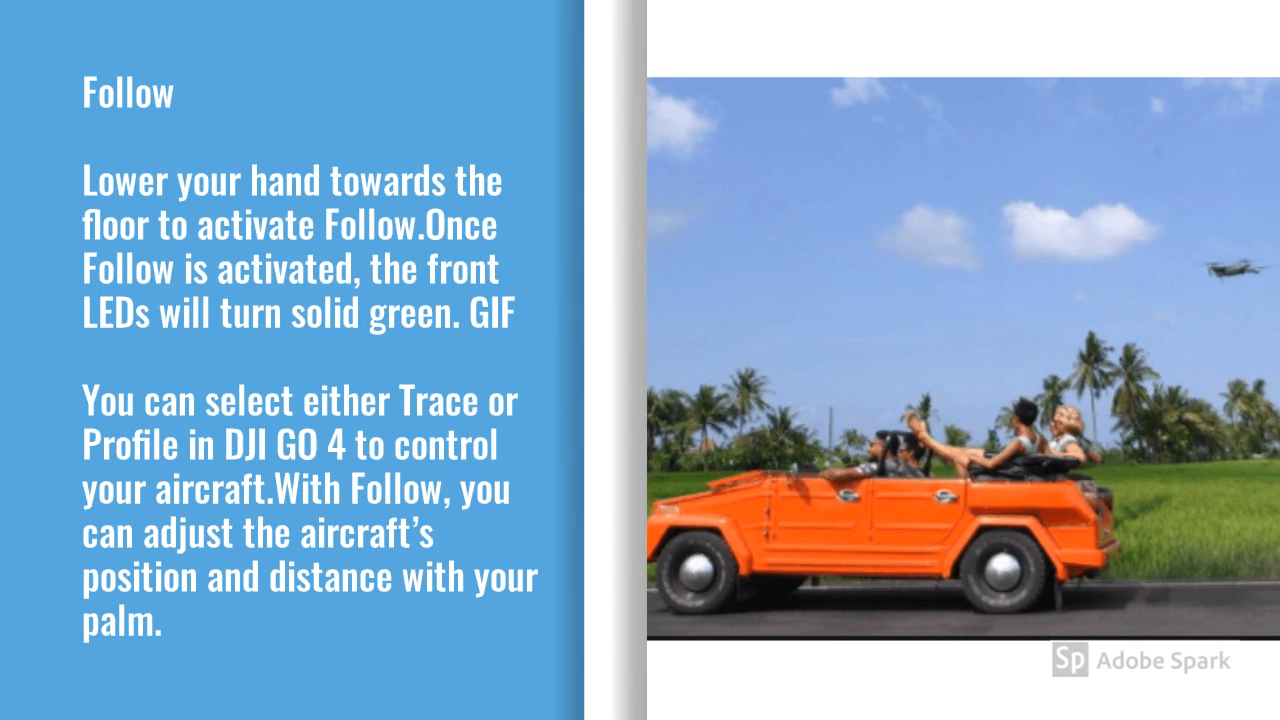 Follow
Lower your hand towards the
floor to activate Follow.Once
Follow is activated, the front
LEDs will turn solid green. GIF
You can select either Trace or
Profile in DJI GO 4 to control
your aircraft.With Follow, you
can adjust the aircraft’s
position and distance with your
palm.
Sp Adobe Spark